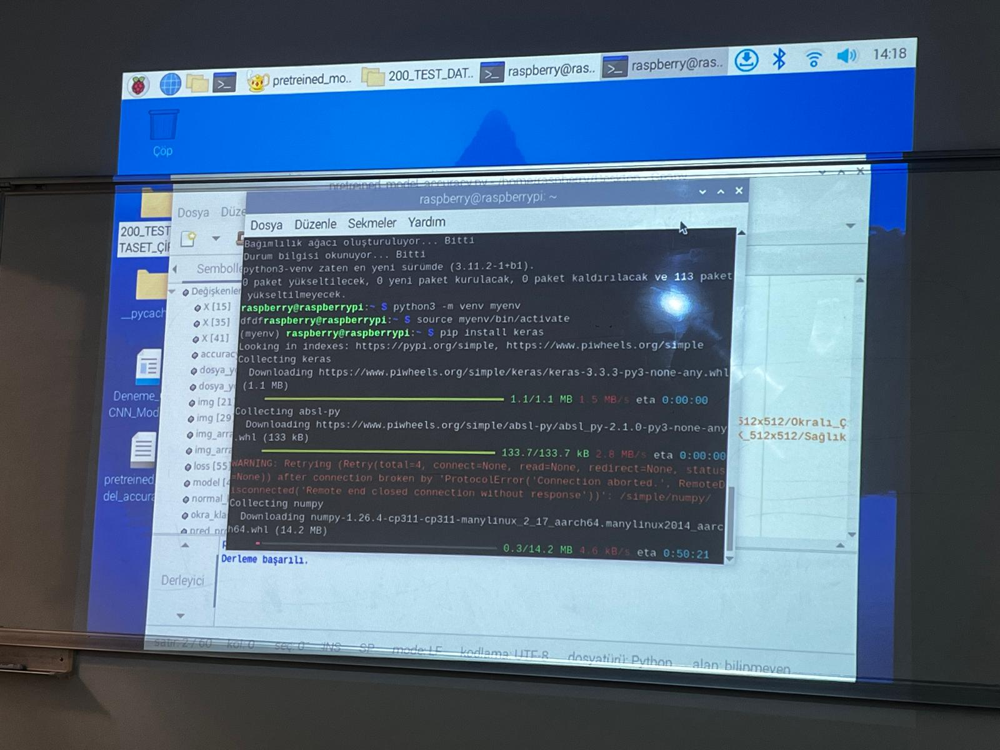 pretreined_mo..
200_TEST_DAT..
raspberry@ras..
raspberry@ras..
14:18
Çöp
pretreined_model_accuracy.py - /home/raspberry/Desktop - Geany
raspberry@raspberrypi: ~
Dosya Düze
Dosya Düzenle Sekmeler Yardım
200_TEST
TASET_ÇİF
__pycach
Deneme_
CNN_Mod
pretreined
del_accura
Sembolle
Değişkenler
X [15]
X [35]
X [41]
accurac
dosya_y
dosya_y
img [21
img [29
img_arra
img_arra
loss [55]
model [4
normal_
okra_kla
Bağımlılık ağacı oluşturuluyor... Bitti
Durum bilgisi okunuyor... Bitti
python3-venv zaten en yeni sürümde (3.11.2-1+b1).
0 paket yükseltilecek, 0 yeni paket kurulacak, 0 paket kaldırılacak ve 113 paket
yükseltilmeyecek.
raspberry@raspberrypi:~ $ python3 -m venv myenv
dfdfraspberry@raspberrypi:~ $ source myenv/bin/activate
(myenv) raspberry@raspberrypi:~ $ pip install keras
Looking in indexes: https://pypi.org/simple, https://www.piwheels.org/simple
Collecting keras
Downloading https://www.piwheels.org/simple/keras/keras-3.3.3-py3-none-any.whl
(1.1 MB)
1.1/1.1 MB 1.5 MB/s eta 0:00:00
Collecting absl-py
Downloading https://www.piwheels.org/simple/absl-py/absl_py-2.1.0-py3-none-any
.whl (133 kB)
133.7/133.7 kB 2.8 MB/s eta 0:00:00
WARNING: Retrying (Retry(total=4, connect=None, read=None, redirect=None, status
=None)) after connection broken by 'ProtocolError('Connection aborted.', RemoteD
isconnected('Remote end closed connection without response'))': /simple/numpy/
Collecting numpy
Downloading numpy-1.26.4-cp311-cp311-manylinux_2_17_aarch64.manylinux2014_aarc
h64.whl (14.2 MB)
0.3/14.2 MB 4.6 kB/s eta 0:50:21
512x512/Okralı_Ç
_512x512/Sağlık
Derleme başarılı.
Derleyici
satır: 2 / 60 kol: 0 seç: 0 INS SP mode: LF kodlama: UTF-8 dosyatürü: Python alan: bilinmeyen